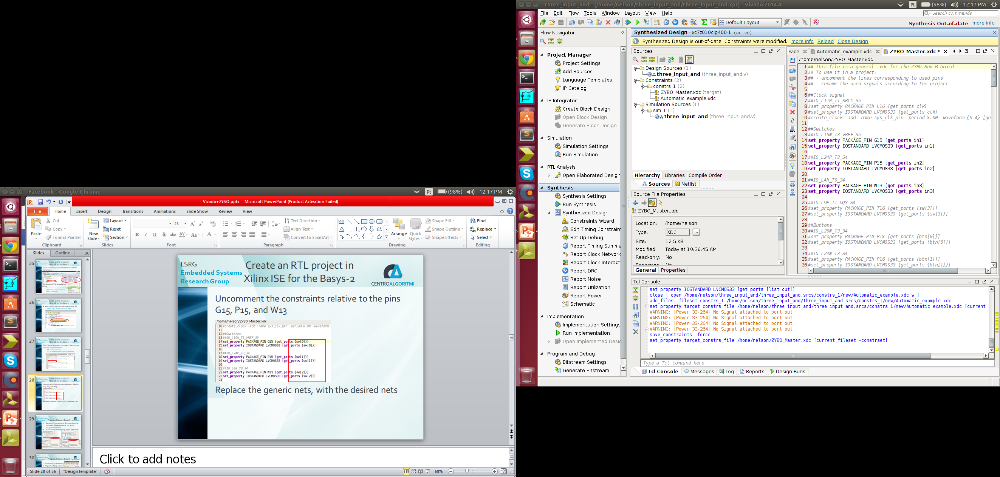 Facebook - Google Chrome
Pt
(98%)
12:17 PM
Vivado+ZYBO.pptx - Microsoft PowerPoint (Product Activation Failed)
File Home Insert Design Transitions Animations Slide Show Review View
Paste
Cut
Copy
Format Painter
Clipboard
New Slide
Layout
Reset
Section
Slides
28
Font
Text Direction
Align Text
Convert to SmartArt
Paragraph
Arrange
Quick Styles
Shape Fill
Shape Outline
Shape Effects
Drawing
Find
Replace
Select
Editing
Slides Outline
25
26
27
28
29
30
ESRG
Embedded Systems
Research Group
Create an RTL project in
Xilinx ISE for the Basys-2
CENTROALGORITMI
Uncomment the constraints relative to the pins
G15, P15, and W13
/home/nelson/ZYBO_Master.xdc
10 #create_clock -add -name sys_clk_pin -period 8.00 -waveform
11
12 ##Switches
13 ##IO_L19N_T3_VREF_35
14 set_property PACKAGE_PIN G15 [get_ports {sw[0]}]
15 set_property IOSTANDARD LVCMOS33 [get_ports {sw[0]}]
16
17 ##IO_L24P_T3_34
18 set_property PACKAGE_PIN P15 [get_ports {sw[1]}]
19 set_property IOSTANDARD LVCMOS33 [get_ports {sw[1]}]
20
21 ##IO_L4N_T0_34
22 set_property PACKAGE_PIN W13 [get_ports {sw[2]}]
23 set_property IOSTANDARD LVCMOS33 [get_ports {sw[2]}]
24
Replace the generic nets, with the desired nets
Click to add notes
Slide 28 of 56 "DesignTemplate" 68%
three_input_and - [/home/nelson/three_input_and/three_input_and.xpr] - Vivado 2014.4
Pt
(98%)
12:17 PM
File Edit Flow Tools Window Layout View Help
Search commands
Default Layout
Synthesis Out-of-date more info
Flow Navigator
Project Manager
Project Settings
Add Sources
Language Templates
IP Catalog
IP Integrator
Create Block Design
Open Block Design
Generate Block Design
Simulation
Simulation Settings
Run Simulation
RTL Analysis
Open Elaborated Design
Synthesis
Synthesis Settings
Run Synthesis
Synthesized Design
Constraints Wizard
Edit Timing Constrain
Set Up Debug
Report Timing Summa
Report Clock Network
Report Clock Interact
Report DRC
Report Noise
Report Utilization
Report Power
Schematic
Implementation
Implementation Settings
Run Implementation
Open Implemented Desig
Program and Debug
Bitstream Settings
Generate Bitstream
Synthesized Design - xc7z010clg400-1 (active)
Synthesized Design is out-of-date. Constraints were modified. more info Reload Close Design
Sources
Design Sources (1)
three_input_and (three_input_and.v)
Constraints (2)
constrs_1 (2)
ZYBO_Master.xdc (target)
Automatic_example.xdc
Simulation Sources (1)
sim_1 (1)
three_input_and (three_input_and.v)
Hierarchy Libraries Compile Order
Sources Netlist
Source File Properties
ZYBO_Master.xdc
Location: /home/nelson
Type: XDC
Size: 12.5 KB
Modified: Today at 10:36:45 AM
Read-only: No
Encrypted: No
General Properties
evice Automatic_example.xdc ZYBO_Master.xdc *
/home/nelson/ZYBO_Master.xdc
1 ## This file is a general .xdc for the ZYBO Rev B board
2 ## To use it in a project:
3 ## - uncomment the lines corresponding to used pins
4 ## - rename the used signals according to the project
5
6 ##Clock signal
7 ##IO_L11P_T1_SRCC_35
8 #set_property PACKAGE_PIN L16 [get_ports clk]
9 #set_property IOSTANDARD LVCMOS33 [get_ports clk]
10 #create_clock -add -name sys_clk_pin -period 8.00 -waveform {0 4} [ge
11
12 ##Switches
13 ##IO_L19N_T3_VREF_35
14 set_property PACKAGE_PIN G15 [get_ports in1]
15 set_property IOSTANDARD LVCMOS33 [get_ports in1]
16
17 ##IO_L24P_T3_34
18 set_property PACKAGE_PIN P15 [get_ports in2]
19 set_property IOSTANDARD LVCMOS33 [get_ports in2]
20
21 ##IO_L4N_T0_34
22 set_property PACKAGE_PIN W13 [get_ports in3]
23 set_property IOSTANDARD LVCMOS33 [get_ports in3]
24
25 ##IO_L9P_T1_DQS_34
26 #set_property PACKAGE_PIN T16 [get_ports {sw[3]}]
27 #set_property IOSTANDARD LVCMOS33 [get_ports {sw[3]}]
28
29 ##Buttons
30 ##IO_L20N_T3_34
31 #set_property PACKAGE_PIN R18 [get_ports {btn[0]}]
32 #set_property IOSTANDARD LVCMOS33 [get_ports {btn[0]}]
33
34 ##IO_L24N_T3_34
35 #set_property PACKAGE_PIN P16 [get_ports {btn[1]}]
36 #set_property IOSTANDARD LVCMOS33 [get_ports {btn[1]}]
Tcl Console
set_property IOSTANDARD LVCMOS33 [get_ports [list out]]
close [ open /home/nelson/three_input_and/three_input_and.srcs/constrs_1/new/Automatic_example.xdc w ]
add_files -fileset constrs_1 /home/nelson/three_input_and/three_input_and.srcs/constrs_1/new/Automatic_example.xdc
set_property target_constrs_file /home/nelson/three_input_and/three_input_and.srcs/constrs_1/new/Automatic_example.xdc [current_
WARNING: [Power 33-264] No Signal attached to port out.
WARNING: [Power 33-264] No Signal attached to port out.
WARNING: [Power 33-264] No Signal attached to port out.
WARNING: [Power 33-264] No Signal attached to port out.
save_constraints -force
set_property target_constrs_file /home/nelson/ZYBO_Master.xdc [current_fileset -constrset]
Type a Tcl command here
Tcl Console Messages Log Reports Design Runs